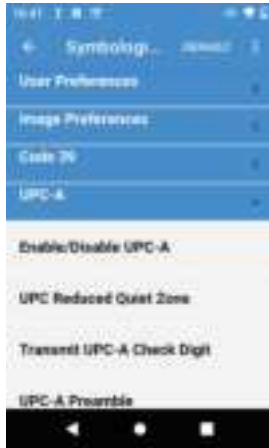 Symbologi...
User Preferences
Image Preferences
Code 39
UPC-A
Enable/Disable UPC-A
UPC Reduced Quiet Zone
Transmit UPC-A Check Digit
UPC-A Preamble